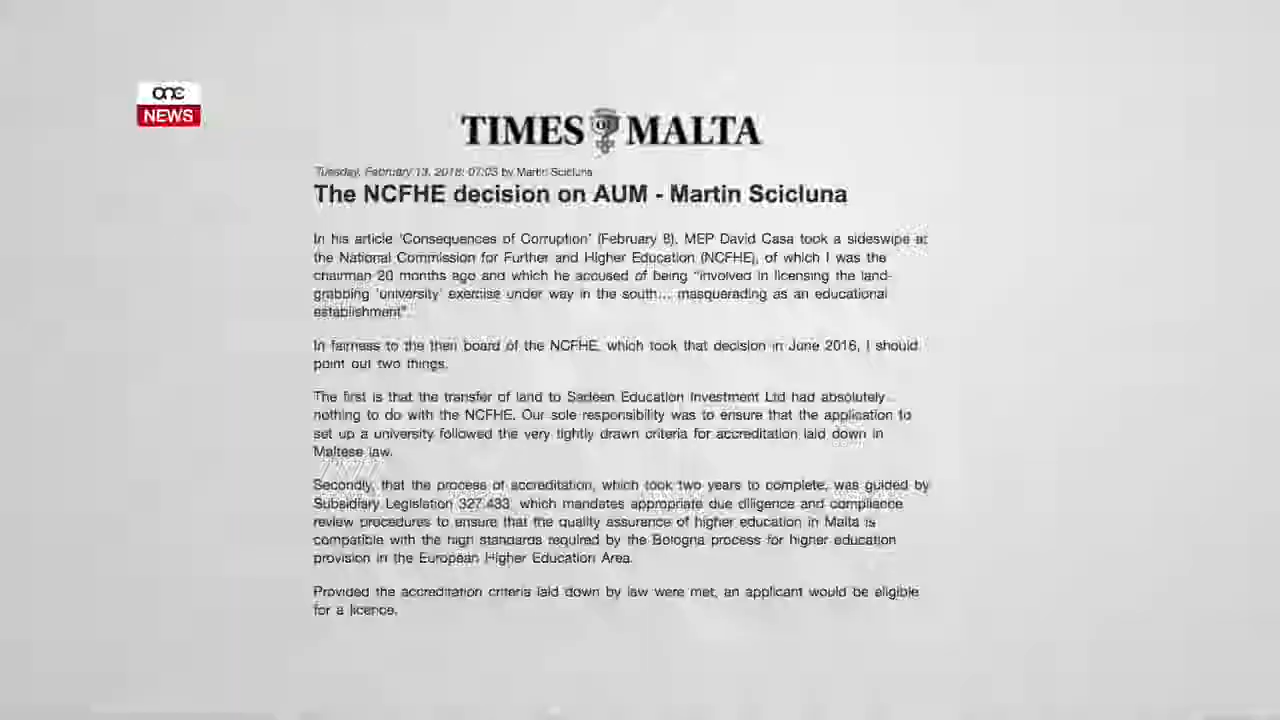 one
NEWS
TIMES OF MALTA
Tuesday, February 13, 2018; 07:03 by Martin Scicluna
The NCFHE decision on AUM - Martin Scicluna
In his article 'Consequences of Corruption' (February 8), MEP David Casa took a sideswipe at
the National Commission for Further and Higher Education (NCFHE), of which I was the
chairman 20 months ago and which he accused of being "involved in licensing the land-
grabbing 'university' exercise under way in the south... masquerading as an educational
establishment".
In fairness to the then board of the NCFHE, which took that decision in June 2016, I should
point out two things.
The first is that the transfer of land to Sadeen Education Investment Ltd had absolutely
nothing to do with the NCFHE. Our sole responsibility was to ensure that the application to
set up a university followed the very tightly drawn criteria for accreditation laid down in
Maltese law.
Secondly, that the process of accreditation, which took two years to complete, was guided by
Subsidiary Legislation 327.433, which mandates appropriate due diligence and compliance
review procedures to ensure that the quality assurance of higher education in Malta is
compatible with the high standards required by the Bologna process for higher education
provision in the European Higher Education Area.
Provided the accreditation criteria laid down by law were met, an applicant would be eligible
for a licence.